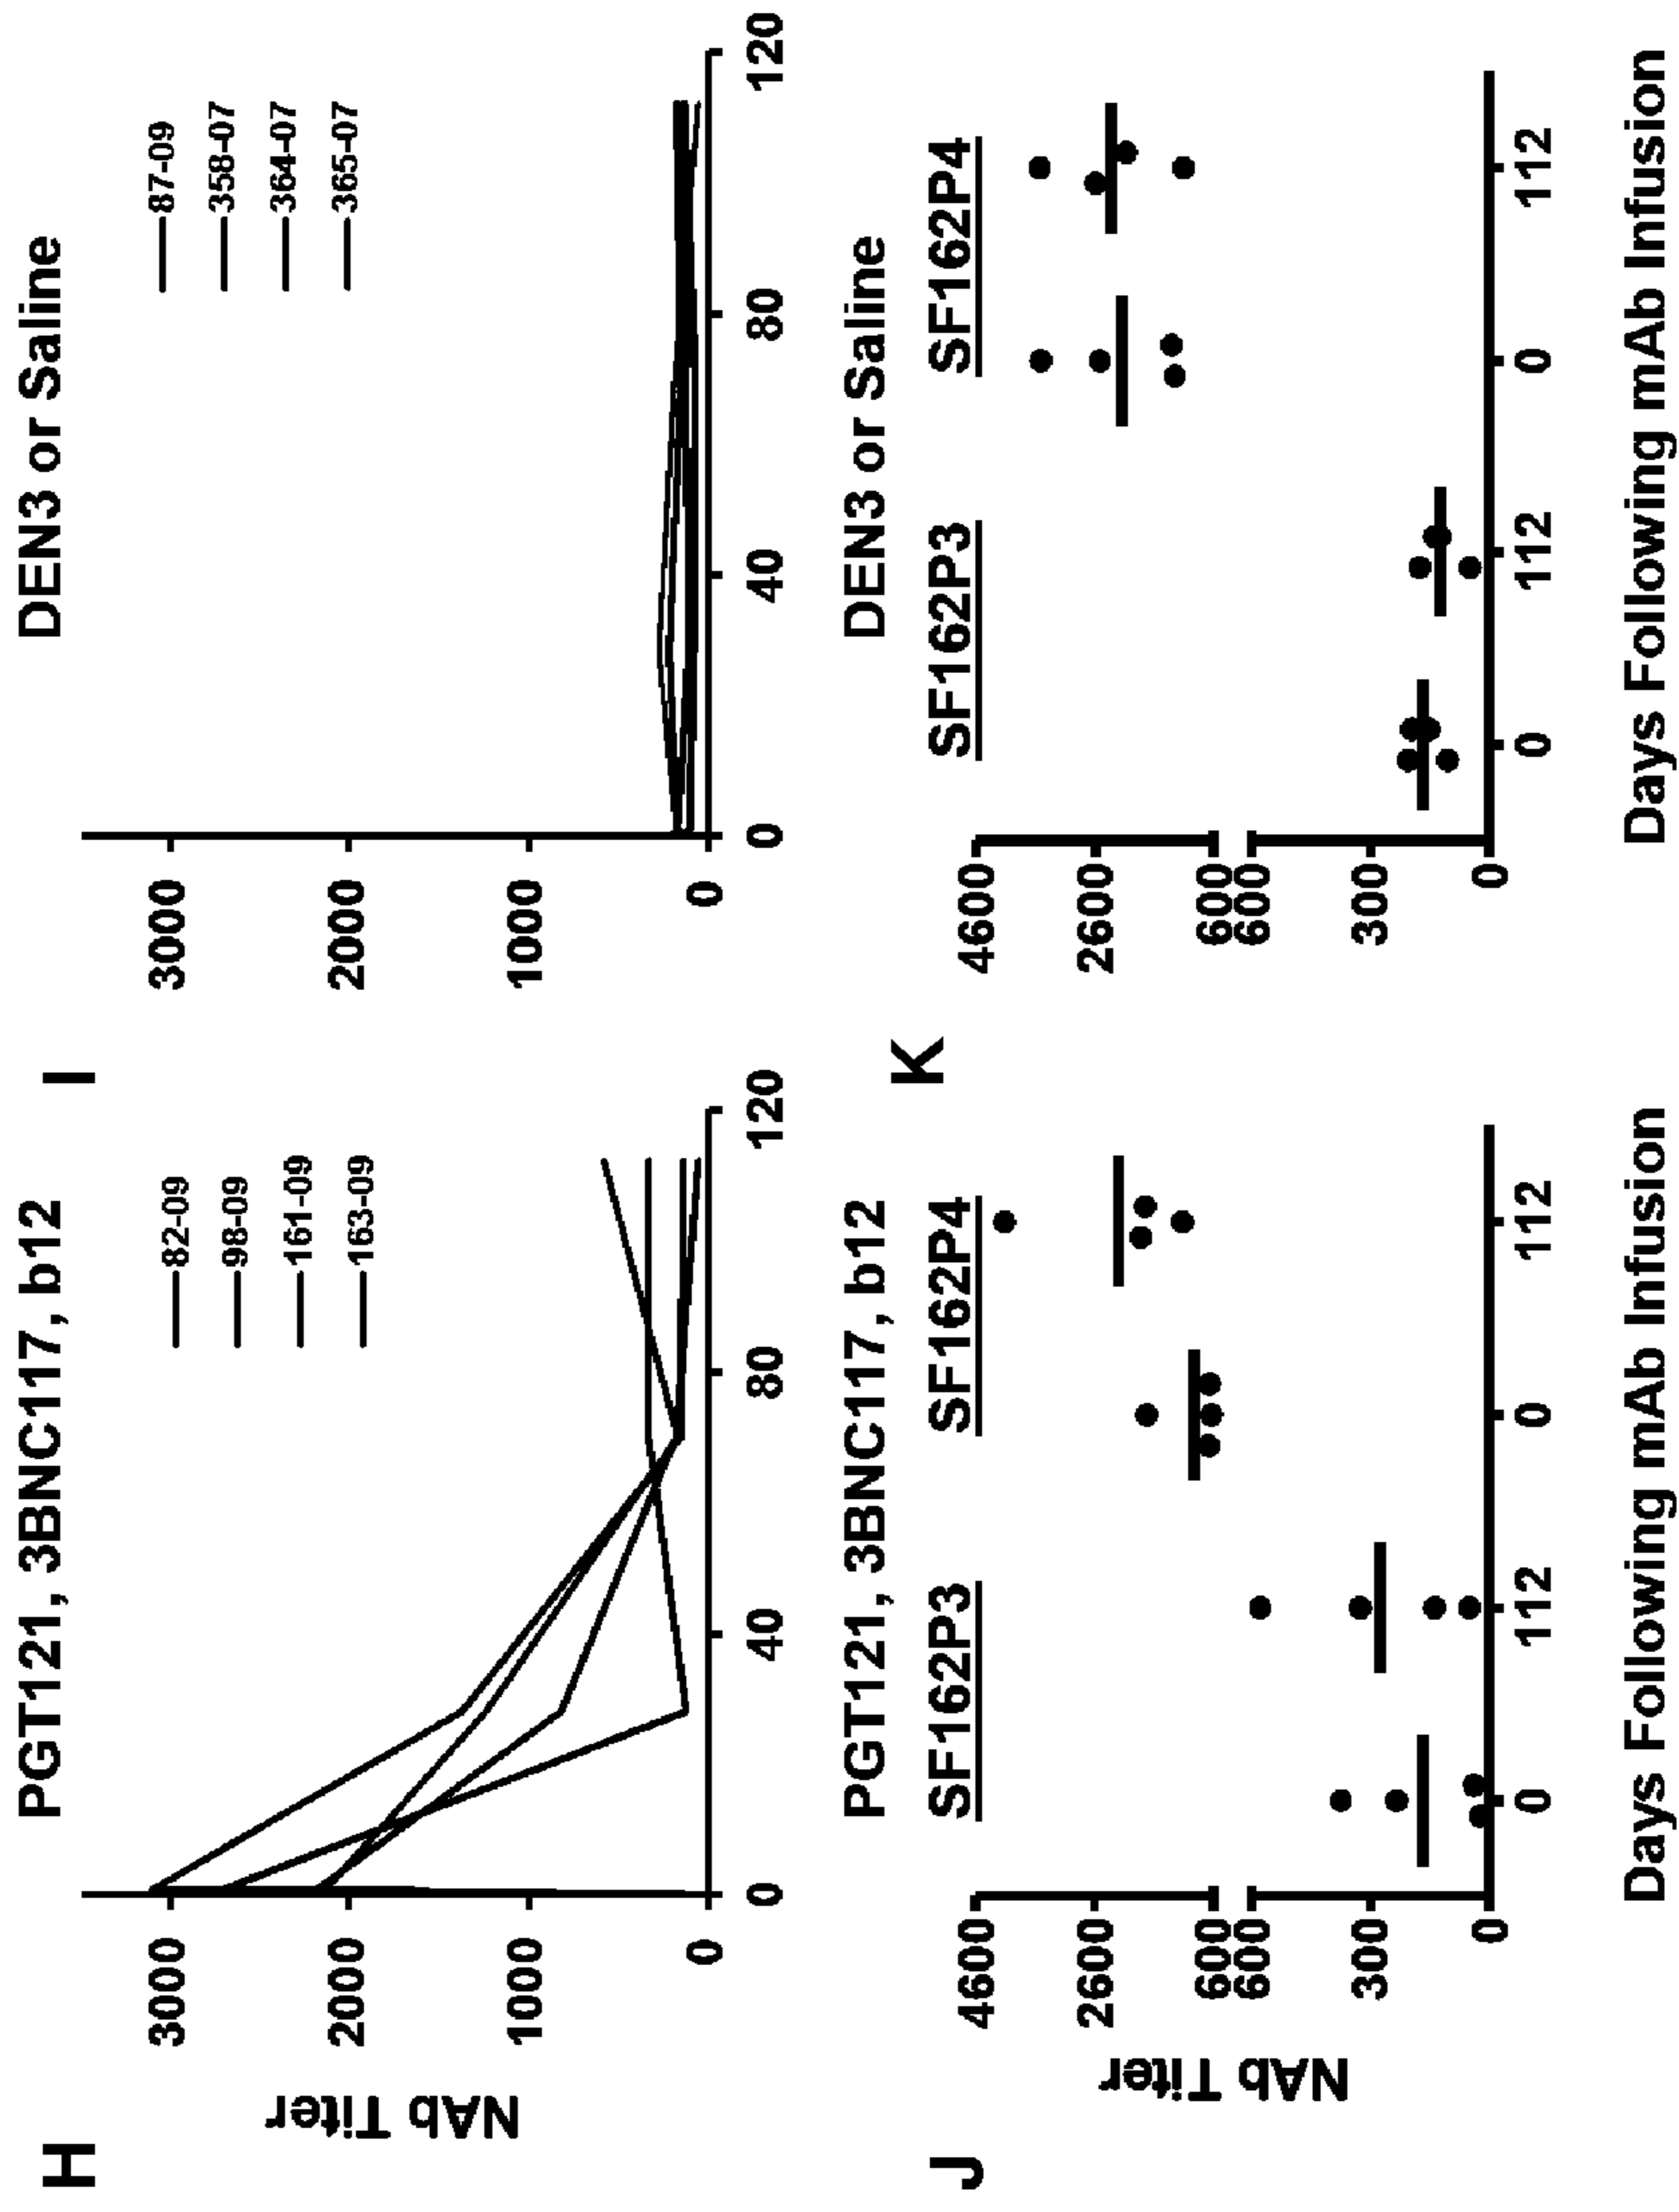 H
PGT121, 3BNC117, b12
NAb Titer
3000
2000
1000
0
82-09
98-09
161-09
163-09
0
40
80
120
I
DEN3 or Saline
3000
2000
1000
0
87-09
358-07
364-07
365-07
0
40
80
120
J
PGT121, 3BNC117, b12
NAb Titer
SF162P3
SF162P4
4600
2600
600
600
300
0
0
112
0
112
Days Following mAb Infusion
K
DEN3 or Saline
SF162P3
SF162P4
4600
2600
600
600
300
0
0
112
0
112
Days Following mAb Infusion